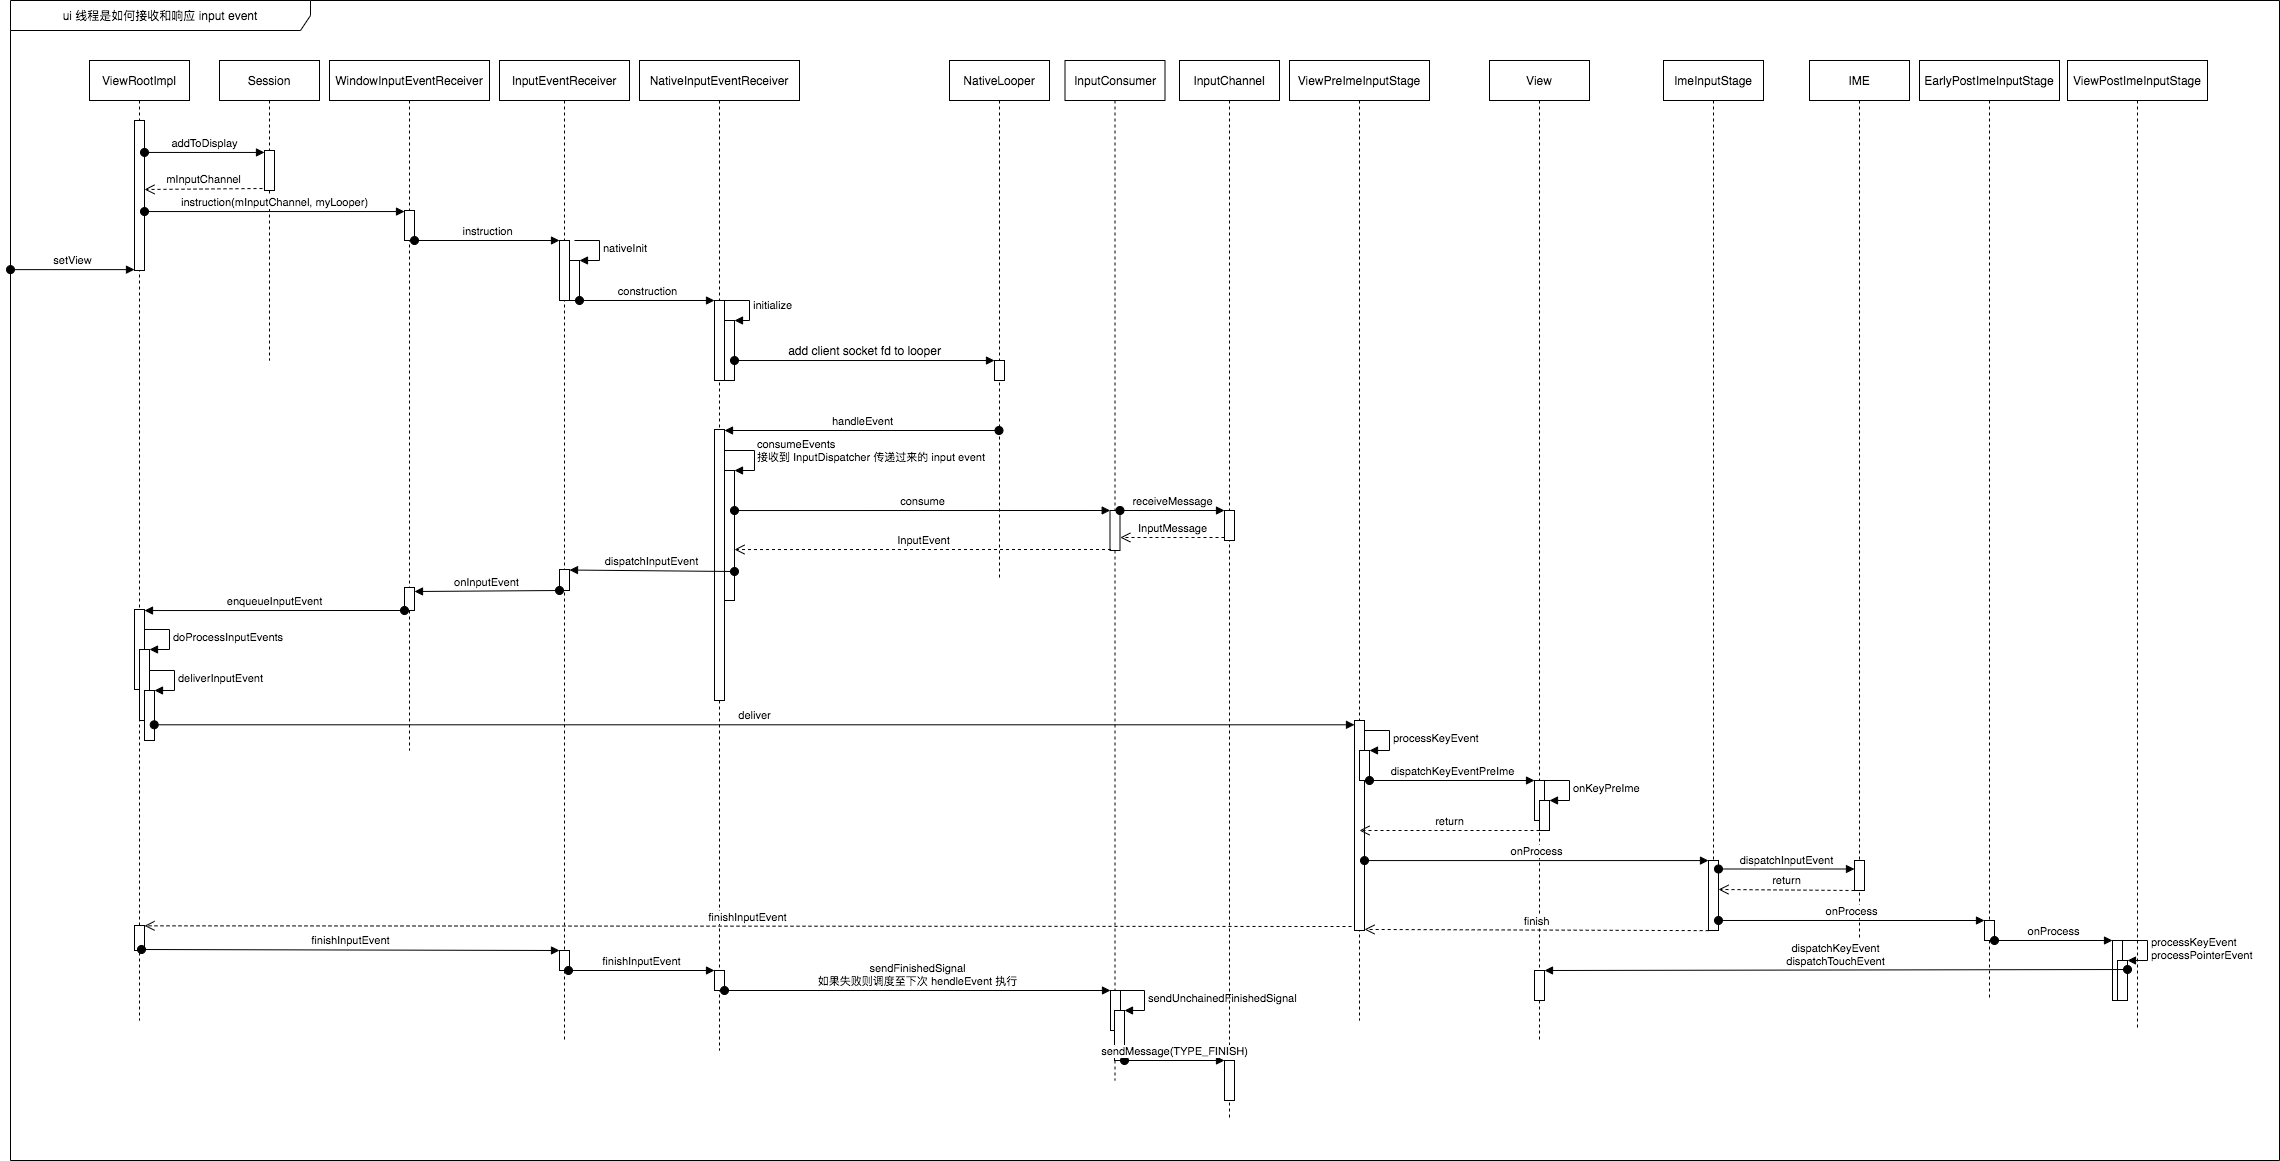 ui 线程是如何接收和响应 input event
ViewRootImpl
Session
WindowInputEventReceiver
InputEventReceiver
NativeInputEventReceiver
NativeLooper
InputConsumer
InputChannel
ViewPreImeInputStage
View
ImeInputStage
IME
EarlyPostImeInputStage
ViewPostImeInputStage
addToDisplay
mInputChannel
instruction(mInputChannel, myLooper)
instruction
nativeInit
setView
construction
initialize
add client socket fd to looper
handleEvent
consumeEvents
接收到 InputDispatcher 传递过来的 input event
consume
receiveMessage
InputMessage
InputEvent
dispatchInputEvent
onInputEvent
enqueueInputEvent
doProcessInputEvents
deliverInputEvent
deliver
processKeyEvent
dispatchKeyEventPreIme
onKeyPreIme
return
onProcess
dispatchInputEvent
return
finishInputEvent
finish
onProcess
onProcess
finishInputEvent
finishInputEvent
processKeyEvent
processPointerEvent
dispatchKeyEvent
dispatchTouchEvent
sendFinishedSignal
如果失败则调度至下次 hendleEvent 执行
sendUnchainedFinishedSignal
sendMessage(TYPE_FINISH)